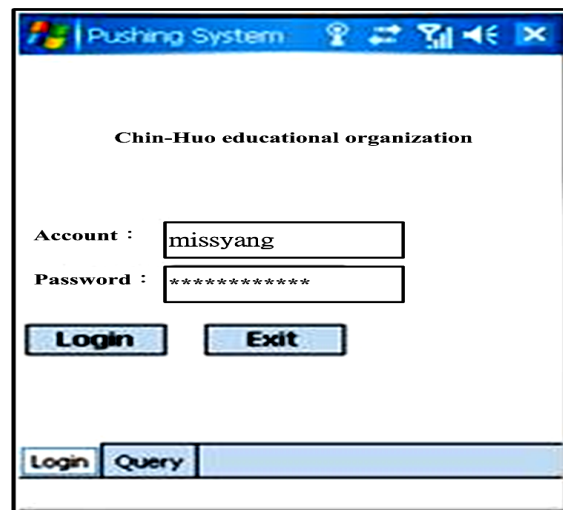 Pushing System
Chin-Huo educational organization
Account： missyang
Password： ************
Login Exit
Login Query